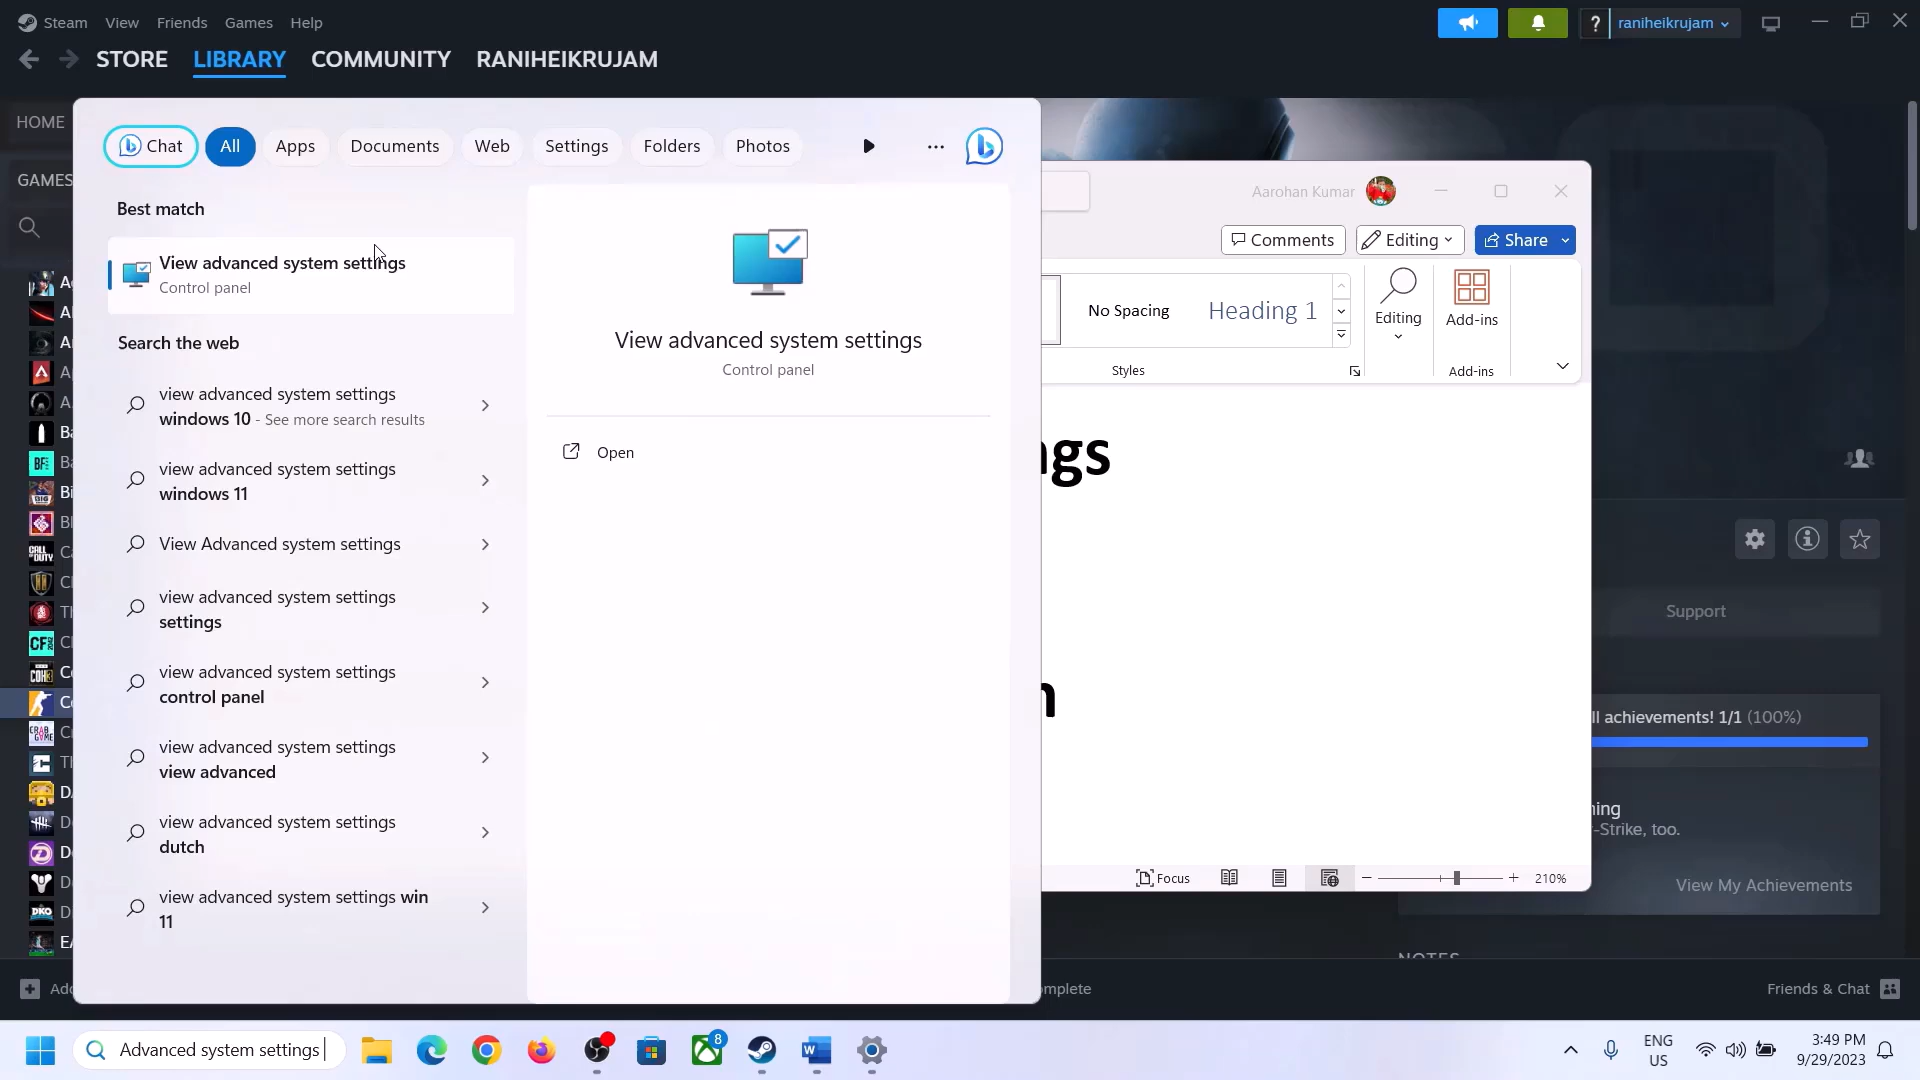 Steam View Friends Games Help
raniheikrujam
STORE LIBRARY COMMUNITY RANIHEIKRUJAM
HOME
GAMES
Chat All Apps Documents Web Settings Folders Photos
Best match
View advanced system settings
Control panel
Search the web
view advanced system settings
windows 10 - See more search results
view advanced system settings
windows 11
View Advanced system settings
view advanced system settings
settings
view advanced system settings
control panel
view advanced system settings
view advanced
view advanced system settings
dutch
view advanced system settings win
11
View advanced system settings
Control panel
Open
Aarohan Kumar
Comments Editing Share
No Spacing Heading 1
Editing
Add-ins
Styles
Add-ins
Focus
210%
Support
ll achievements! 1/1 (100%)
-Strike, too.
View My Achievements
NOTES
Friends & Chat
Advanced system settings
8
ENG
US
3:49 PM
9/29/2023